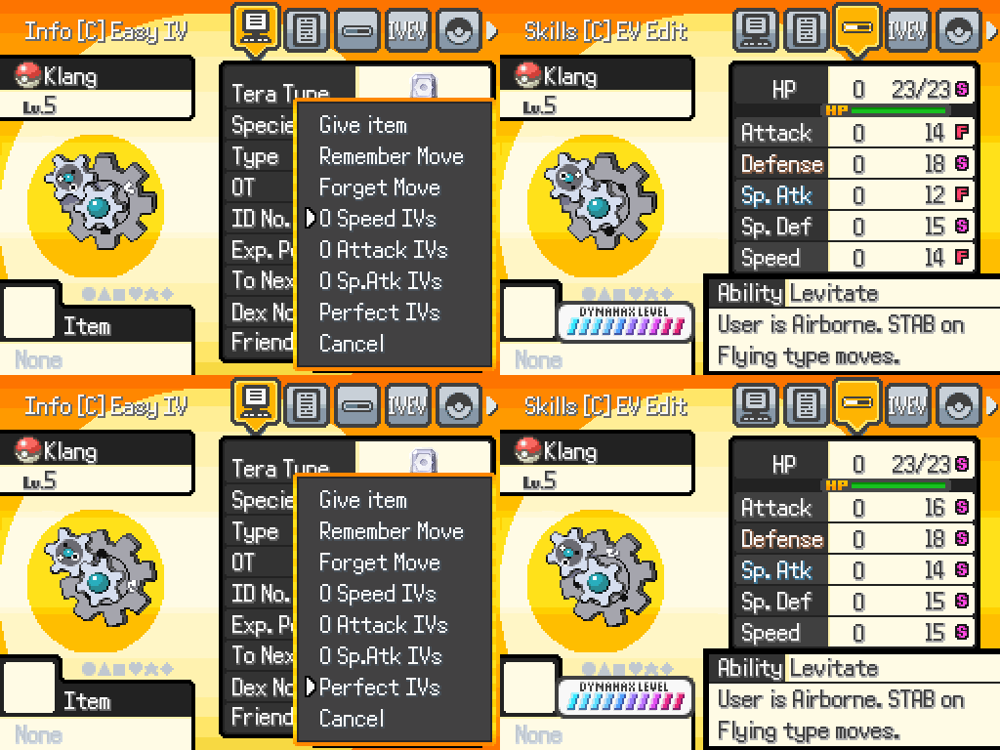 Info [C] Easy IV
IVEV
Klang
Lv.5
Tera Type
Specie
Type
OT
ID No.
Exp. P
To Nex
Dex No
Friend
Give item
Remember Move
Forget Move
0 Speed IVs
0 Attack IVs
0 Sp.Atk IVs
Perfect IVs
Cancel
Item
None
Skills [C] EV Edit
IVEV
Klang
Lv.5
HP 0 23/23 S
HP
Attack 0 14 F
Defense 0 18 S
Sp. Atk 0 12 F
Sp. Def 0 15 S
Speed 0 14 F
DYNAMAX LEVEL
None
Ability Levitate
User is Airborne. STAB on
Flying type moves.
Info [C] Easy IV
IVEV
Klang
Lv.5
Tera Type
Specie
Type
OT
ID No.
Exp. P
To Nex
Dex No
Friend
Give item
Remember Move
Forget Move
0 Speed IVs
0 Attack IVs
0 Sp.Atk IVs
Perfect IVs
Cancel
Item
None
Skills [C] EV Edit
IVEV
Klang
Lv.5
HP 0 23/23 S
HP
Attack 0 16 S
Defense 0 18 S
Sp. Atk 0 14 S
Sp. Def 0 15 S
Speed 0 15 S
DYNAMAX LEVEL
None
Ability Levitate
User is Airborne. STAB on
Flying type moves.